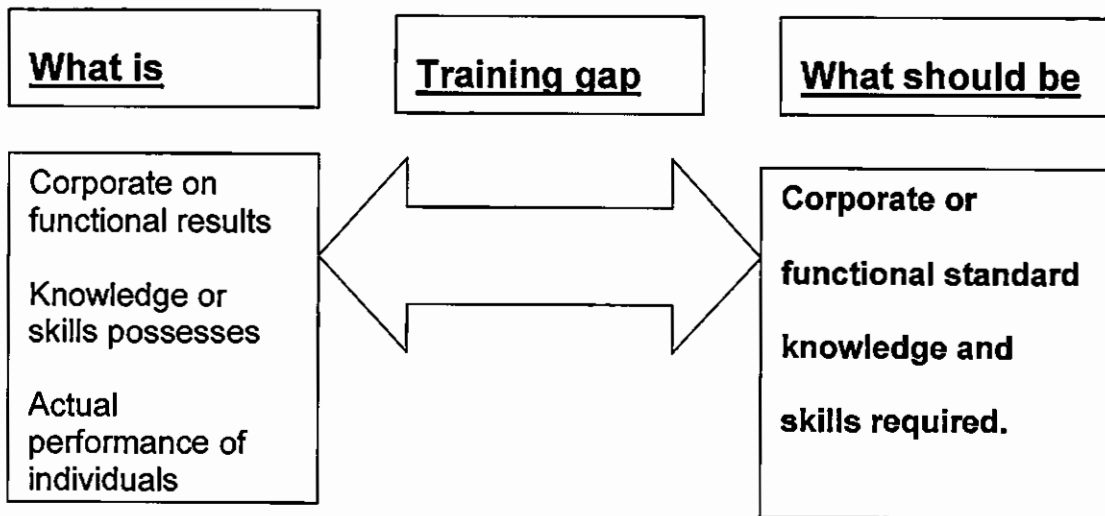 What is
Training gap
What should be
Corporate on
functional results
Knowledge or
skills possesses
Actual
performance of
individuals
Corporate or
functional standard
knowledge and
skills required.